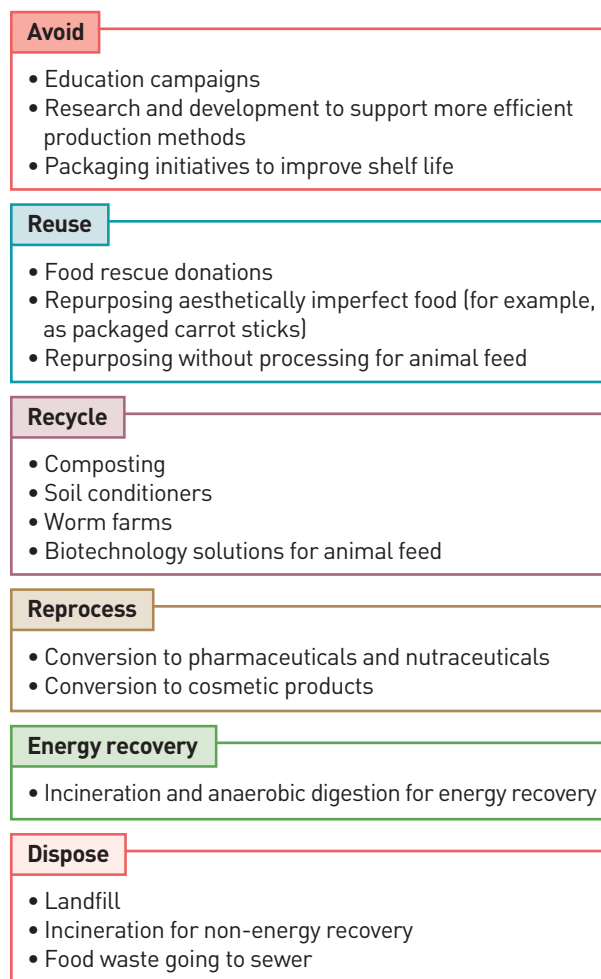 Avoid
• Education campaigns
• Research and development to support more efficient
production methods
• Packaging initiatives to improve shelf life
Reuse
• Food rescue donations
• Repurposing aesthetically imperfect food (for example,
as packaged carrot sticks)
• Repurposing without processing for animal feed
Recycle
• Composting
• Soil conditioners
• Worm farms
• Biotechnology solutions for animal feed
Reprocess
• Conversion to pharmaceuticals and nutraceuticals
• Conversion to cosmetic products
Energy recovery
• Incineration and anaerobic digestion for energy recovery
Dispose
• Landfill
• Incineration for non-energy recovery
• Food waste going to sewer